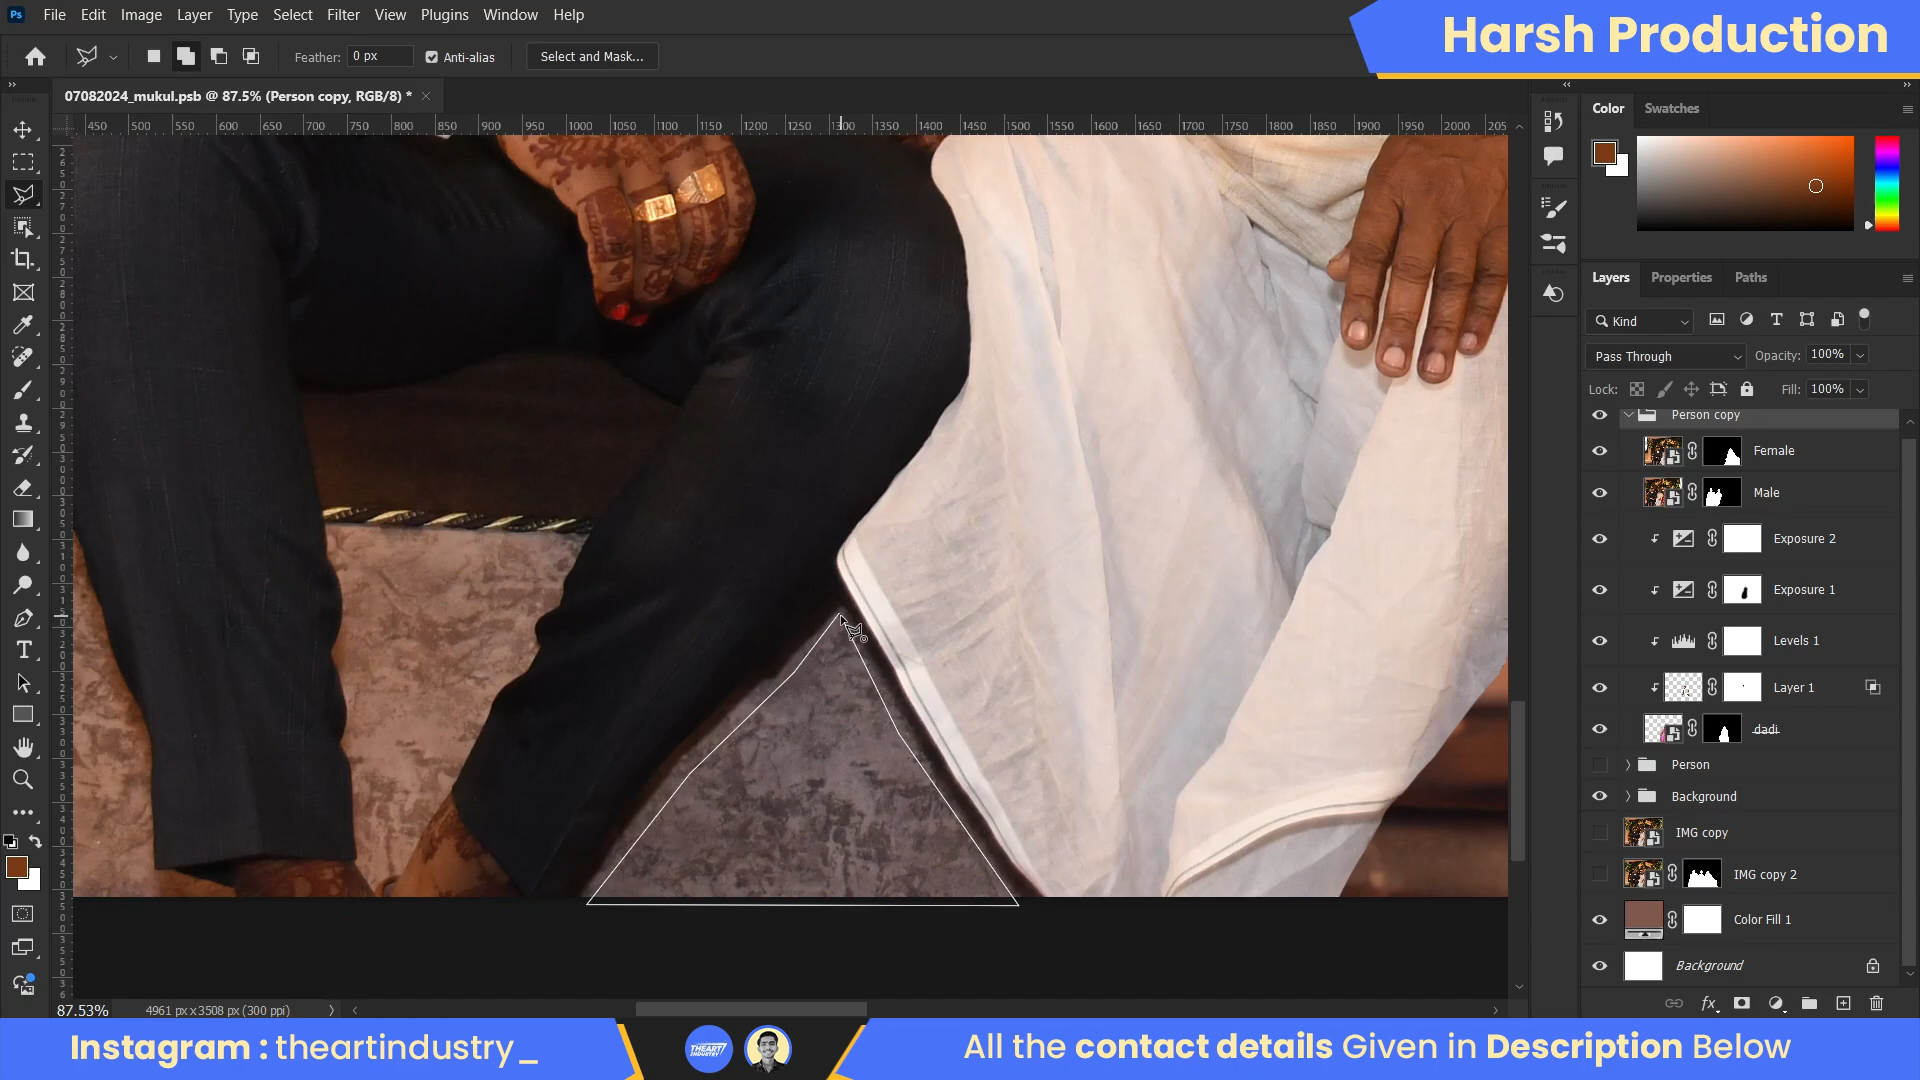 File Edit Image Layer Type Select Filter View Plugins Window Help
Harsh Production
Feather: 0 px Anti-alias Select and Mask...
07082024_mukul.psb @ 87.5% (Person copy, RGB/8) *
450 500 550 600 650 700 750 800 850 900 950 1000 1050 1100 1150 1200 1250 1300 1350 1400 1450 1500 1550 1600 1650 1700 1750 1800 1850 1900 1950 2000 205
Color Swatches
Layers Properties Paths
Kind
Pass Through Opacity: 100%
Lock: Fill: 100%
Person copy
Female
Male
Exposure 2
Exposure 1
Levels 1
Layer 1
dadi
Person
Background
IMG copy
IMG copy 2
Color Fill 1
Background
87.53% 4961 px x 3508 px (300 ppi)
Instagram : theartindustry_
THEART INDUSTRY
All the contact details Given in Description Below